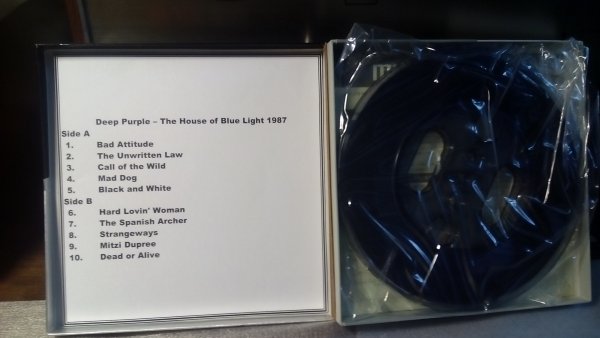 Deep Purple – The House of Blue Light 1987
Side A
1. Bad Attitude
2. The Unwritten Law
3. Call of the Wild
4. Mad Dog
5. Black and White
Side B
6. Hard Lovin' Woman
7. The Spanish Archer
8. Strangeways
9. Mitzi Dupree
10. Dead or Alive